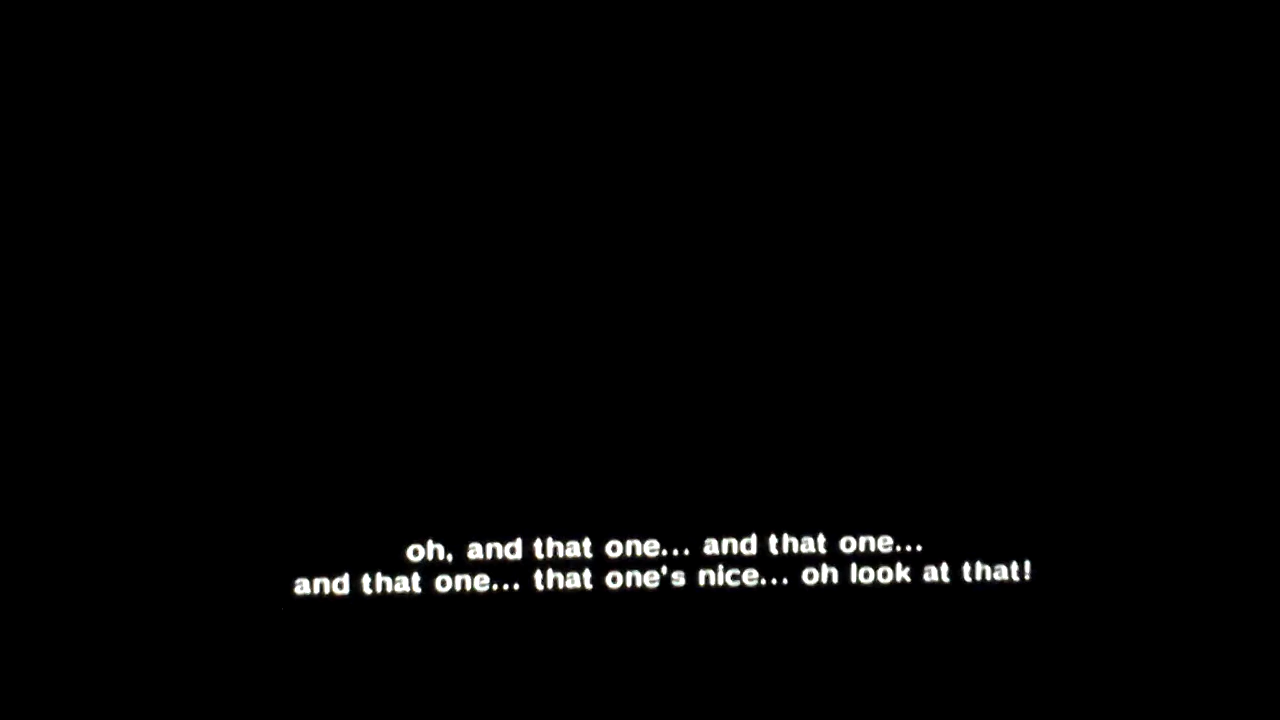 oh, and that one... and that one...
and that one... that one's nice... oh look at that!